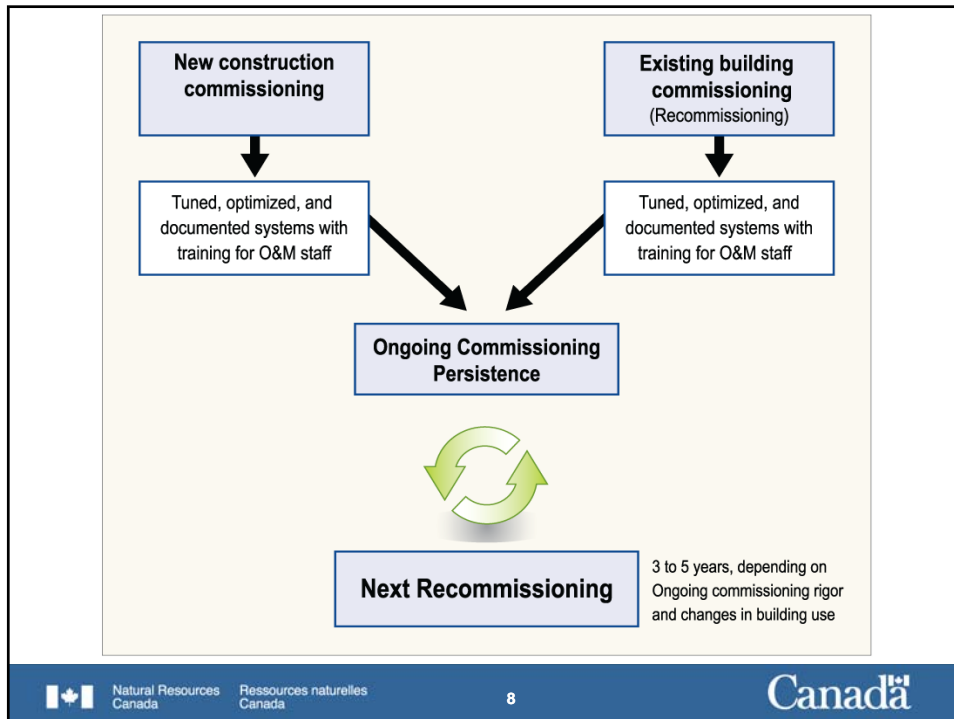 New construction
commissioning
Existing building
commissioning
(Recommissioning)
Tuned, optimized, and
documented systems with
training for O&M staff
Tuned, optimized, and
documented systems with
training for O&M staff
Ongoing Commissioning
Persistence
Next Recommissioning
3 to 5 years, depending on
Ongoing commissioning rigor
and changes in building use
Natural Resources
Canada
Ressources naturelles
Canada
8
Canada